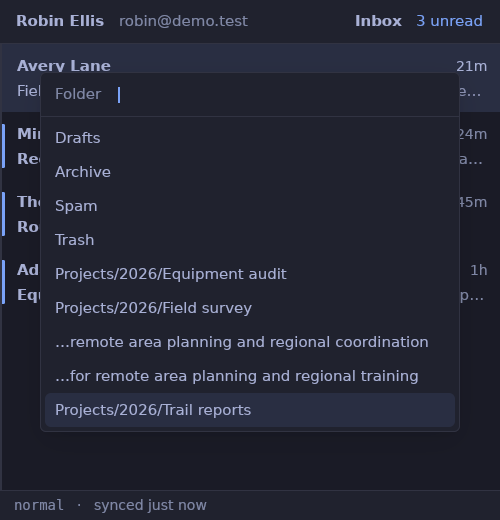 Robin Ellis robin@demo.test Inbox 3 unread
Avery Lane 21m
Folder
Drafts
Archive
Spam
Trash
Projects/2026/Equipment audit
Projects/2026/Field survey
…remote area planning and regional coordination
…for remote area planning and regional training
Projects/2026/Trail reports
1h
normal · synced just now